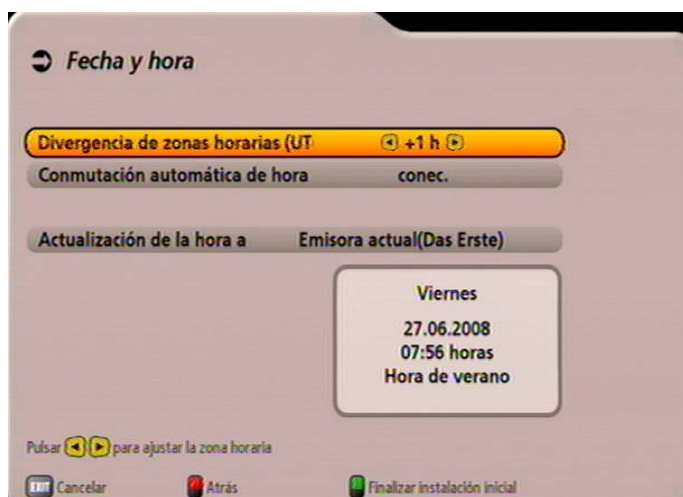 Fecha y hora
Divergencia de zonas horarias (UT +1 h
Conmutación automática de hora conec.
Actualización de la hora a Emisora actual(Das Erste)
Viernes
27.06.2008
07:56 horas
Hora de verano
Pulsar para ajustar la zona horaria
EXIT Cancelar Atrás Finalizar instalación inicial